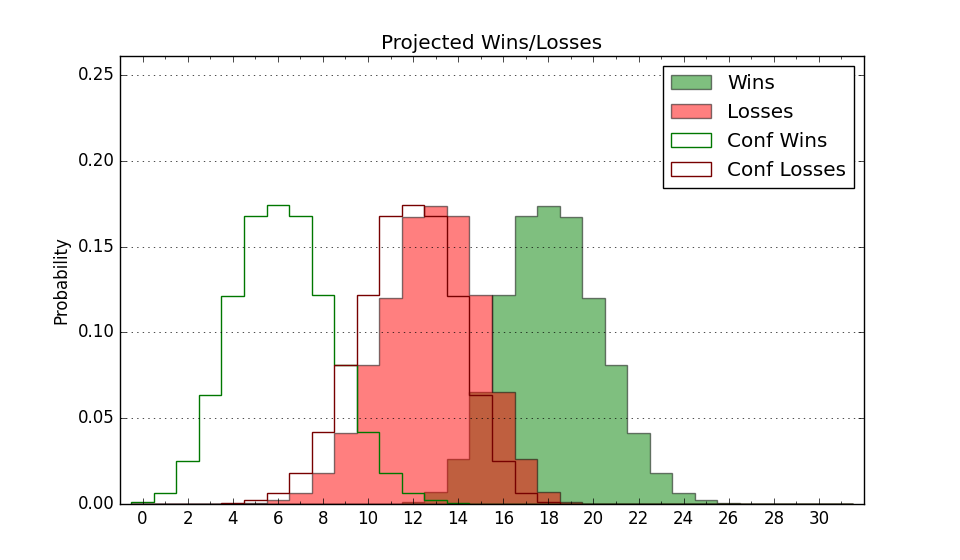 Projected Wins/Losses
0.25
0.20
0.15
0.10
0.05
0.00
Probability
Wins
Losses
Conf Wins
Conf Losses
0 2 4 6 8 10 12 14 16 18 20 22 24 26 28 30